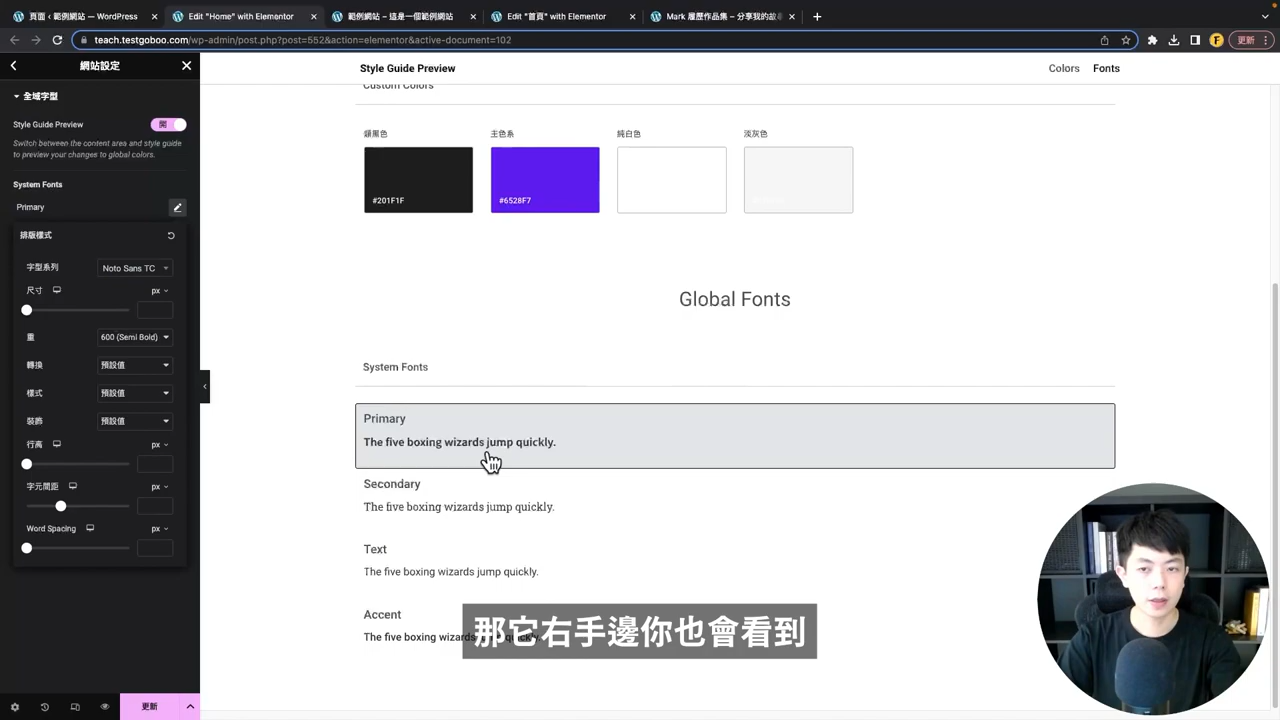 頁面 ‹ 範例網站 — WordPress
Edit "Home" with Elementor
範例網站 – 這是一個範例網站
Edit "首頁" with Elementor
Mark 履歷作品集 – 分享我的故事
teach.testgoboo.com/wp-admin/post.php?post=552&action=elementor&active-document=102
更新
網站設定
Style Guide Preview
Colors
Fonts
全域字型
Style Guide Preview
開
Switch between the content area and style guide
to preview your changes to global colors.
System Fonts
Primary
排版樣式
字型系列
Noto Sans TC
尺寸
px
重
600 (Semi Bold)
轉換
預設值
樣式
預設值
裝飾
預設值
行高
px
字元間距
px
Word Spacing
px
更新
Custom Colors
主色系
純白色
淡灰色
#201F1F
#6528F7
Global Fonts
System Fonts
Primary
The five boxing wizards jump quickly.
Secondary
The five boxing wizards jump quickly.
Text
The five boxing wizards jump quickly.
Accent
The five boxing wizards quickly.
那它右手邊你也會看到